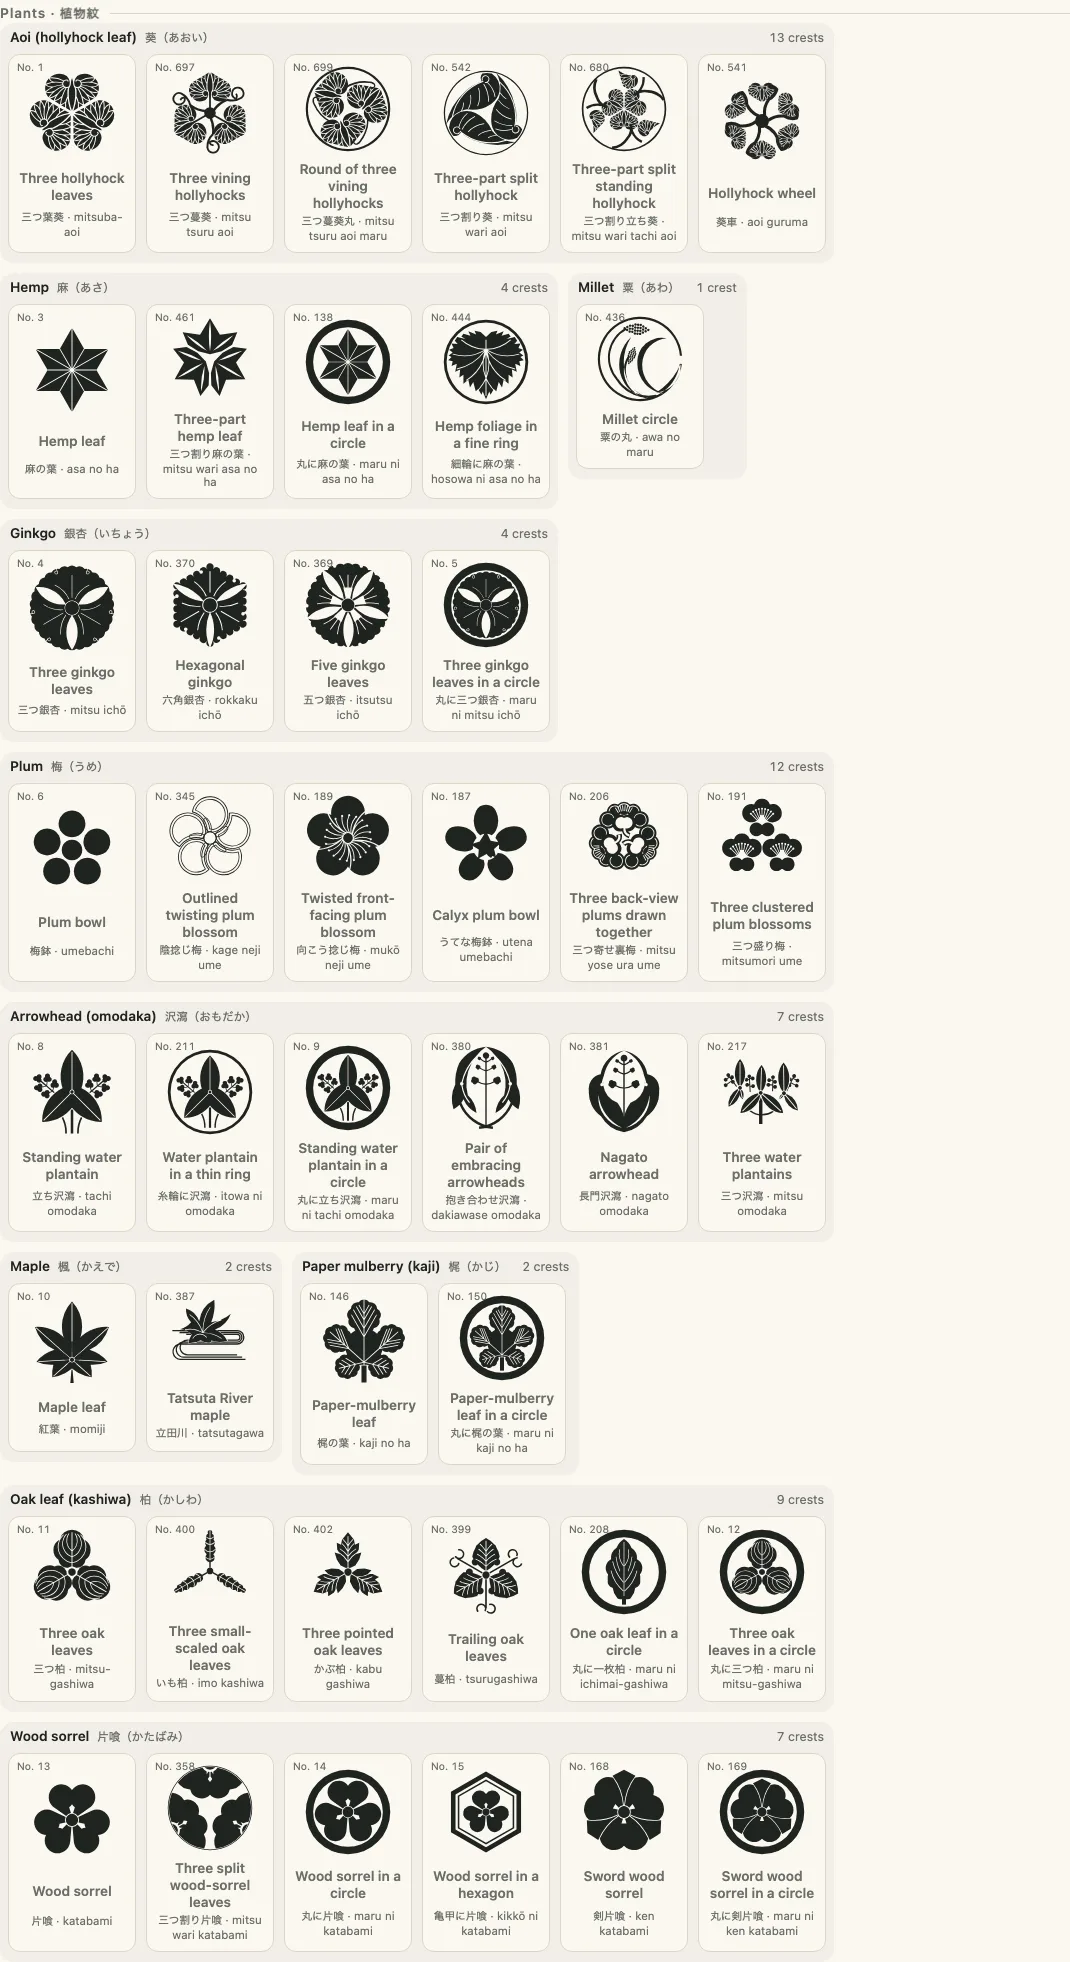 Plants · 植物紋
Aoi (hollyhock leaf) 葵（あおい） 13 crests
No. 1
Three hollyhock
leaves
三つ葉葵 · mitsuba-
aoi
No. 697
Three vining
hollyhocks
三つ蔓葵 · mitsu
tsuru aoi
No. 699
Round of three
vining
hollyhocks
三つ蔓葵丸 · mitsu
tsuru aoi maru
No. 542
Three-part split
hollyhock
三つ割り葵 · mitsu
wari aoi
No. 680
Three-part split
standing
hollyhock
三つ割り立ち葵 ·
mitsu wari tachi aoi
No. 541
Hollyhock wheel
葵車 · aoi guruma
Hemp 麻（あさ） 4 crests
No. 3
Hemp leaf
麻の葉 · asa no ha
No. 461
Three-part
hemp leaf
三つ割り麻の葉 ·
mitsu wari asa no
ha
No. 138
Hemp leaf in a
circle
丸に麻の葉 · maru ni
asa no ha
No. 444
Hemp foliage in
a fine ring
細輪に麻の葉 ·
hosowa ni asa no ha
Millet 粟（あわ） 1 crest
No. 436
Millet circle
粟の丸 · awa no
maru
Ginkgo 銀杏（いちょう） 4 crests
No. 4
Three ginkgo
leaves
三つ銀杏 · mitsu ichō
No. 370
Hexagonal
ginkgo
六角銀杏 · rokkaku
ichō
No. 369
Five ginkgo
leaves
五つ銀杏 · itsutsu
ichō
No. 5
Three ginkgo
leaves in a circle
丸に三つ銀杏 · maru
ni mitsu ichō
Plum 梅（うめ） 12 crests
No. 6
Plum bowl
梅鉢 · umebachi
No. 345
Outlined
twisting plum
blossom
陰捻じ梅 · kage neji
ume
No. 189
Twisted front-
facing plum
blossom
向こう捻じ梅 · mukō
neji ume
No. 187
Calyx plum bowl
うてな梅鉢 · utena
umebachi
No. 206
Three back-view
plums drawn
together
三つ寄せ裏梅 · mitsu
yose ura ume
No. 191
Three clustered
plum blossoms
三つ盛り梅 ·
mitsumori ume
Arrowhead (omodaka) 沢瀉（おもだか） 7 crests
No. 8
Standing water
plantain
立ち沢瀉 · tachi
omodaka
No. 211
Water plantain
in a thin ring
糸輪に沢瀉 · itowa ni
omodaka
No. 9
Standing water
plantain in a
circle
丸に立ち沢瀉 · maru
ni tachi omodaka
No. 380
Pair of
embracing
arrowheads
抱き合わせ沢瀉 ·
dakiawase omodaka
No. 381
Nagato
arrowhead
長門沢瀉 · nagato
omodaka
No. 217
Three water
plantains
三つ沢瀉 · mitsu
omodaka
Maple 楓（かえで） 2 crests
No. 10
Maple leaf
紅葉 · momiji
No. 387
Tatsuta River
maple
立田川 · tatsutagawa
Paper mulberry (kaji) 梶（かじ） 2 crests
No. 146
Paper-mulberry
leaf
梶の葉 · kaji no ha
No. 150
Paper-mulberry
leaf in a circle
丸に梶の葉 · maru ni
kaji no ha
Oak leaf (kashiwa) 柏（かしわ） 9 crests
No. 11
Three oak
leaves
三つ柏 · mitsu-
gashiwa
No. 400
Three small-
scaled oak
leaves
いも柏 · imo kashiwa
No. 402
Three pointed
oak leaves
かぶ柏 · kabu
gashiwa
No. 399
Trailing oak
leaves
蔓柏 · tsurugashiwa
No. 208
One oak leaf in a
circle
丸に一枚柏 · maru ni
ichimai-gashiwa
No. 12
Three oak
leaves in a circle
丸に三つ柏 · maru ni
mitsu-gashiwa
Wood sorrel 片喰（かたばみ） 7 crests
No. 13
Wood sorrel
片喰 · katabami
No. 358
Three split
wood-sorrel
leaves
三つ割り片喰 · mitsu
wari katabami
No. 14
Wood sorrel in a
circle
丸に片喰 · maru ni
katabami
No. 15
Wood sorrel in a
hexagon
亀甲に片喰 · kikkō ni
katabami
No. 168
Sword wood
sorrel
剣片喰 · ken
katabami
No. 169
Sword wood
sorrel in a circle
丸に剣片喰 · maru ni
ken katabami